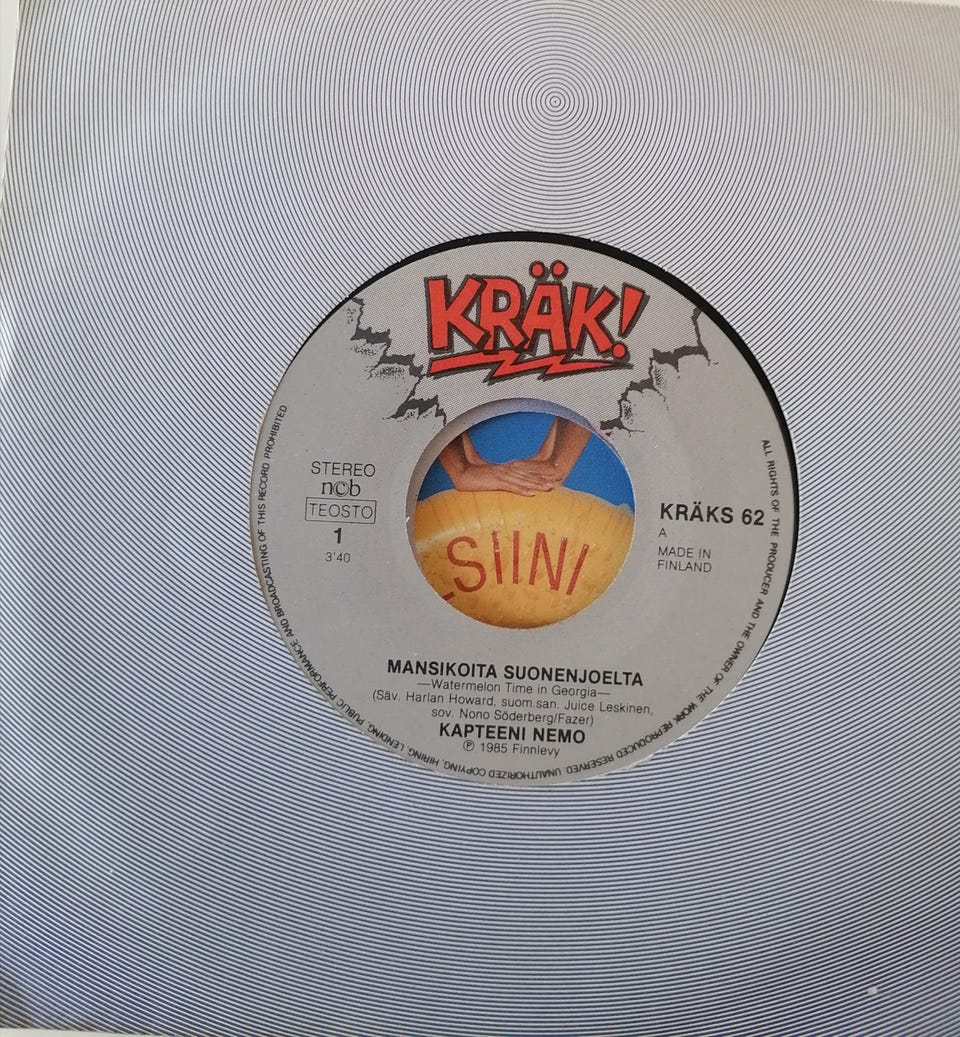 KRÄK!
STEREO
ncb
TEOSTO
1
3'40
KRÄKS 62
A
MADE IN
FINLAND
SIINI
MANSIKOITA SUONENJOELTA
—Watermelon Time in Georgia—
(Säv. Harlan Howard, suom.san. Juice Leskinen,
sov. Nono Söderberg/Fazer)
KAPTEENI NEMO
℗ 1985 Finnlevy
ALL RIGHTS OF THE PRODUCER AND THE OWNER OF THE WORK REPRODUCED RESERVED. UNAUTHORIZED COPYING, HIRING, LENDING, PUBLIC PERFORMANCE AND BROADCASTING OF THIS RECORD PROHIBITED